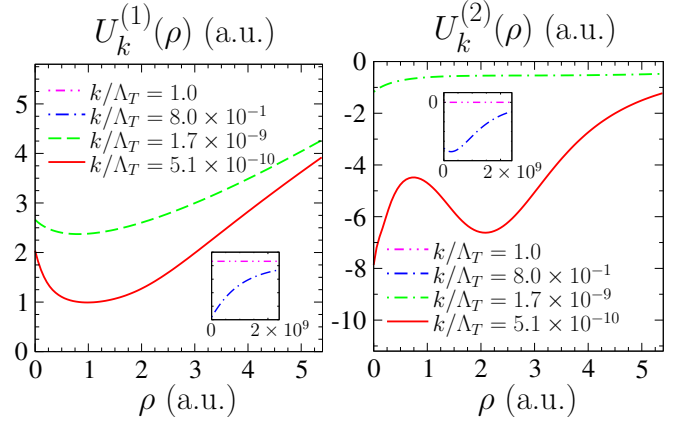 U_k^{(1)}(ρ) (a.u.)
5
4
3
2
1
0
k/Λ_T = 1.0
k/Λ_T = 8.0 × 10^{-1}
k/Λ_T = 1.7 × 10^{-9}
k/Λ_T = 5.1 × 10^{-10}
0
2 × 10^9
0 1 2 3 4 5
ρ (a.u.)
U_k^{(2)}(ρ) (a.u.)
0
-2
-4
-6
-8
-10
0
0
2 × 10^9
k/Λ_T = 1.0
k/Λ_T = 8.0 × 10^{-1}
k/Λ_T = 1.7 × 10^{-9}
k/Λ_T = 5.1 × 10^{-10}
0 1 2 3 4 5
ρ (a.u.)